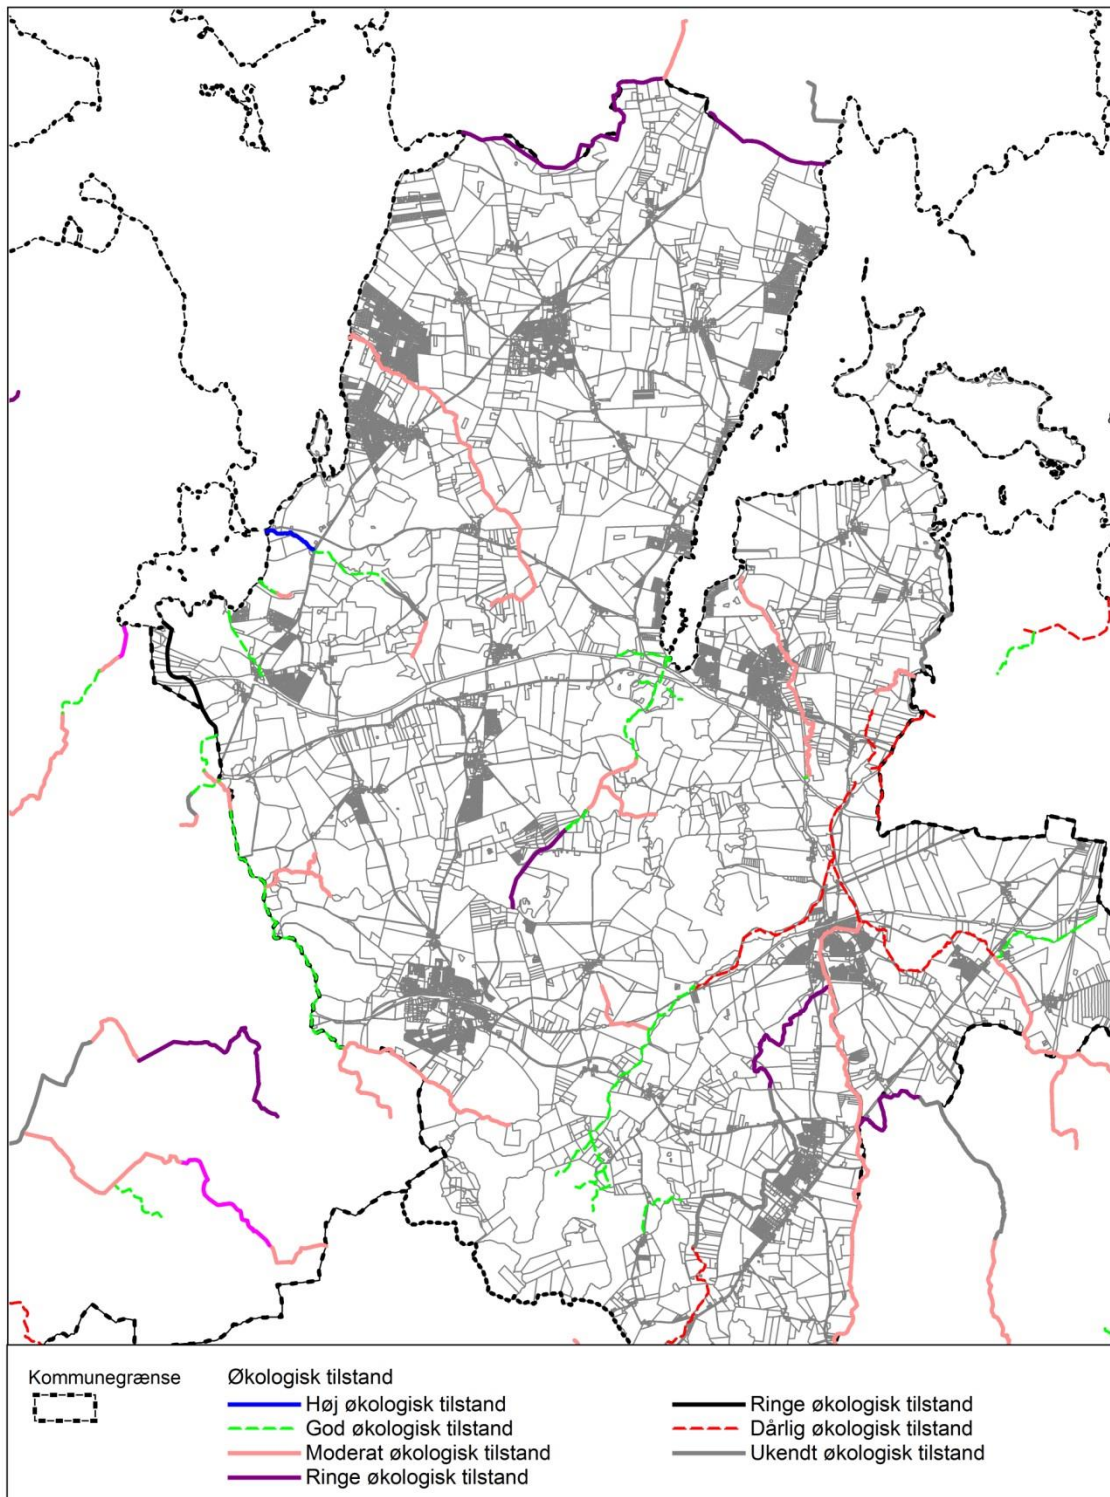 Kommunegrænse
Økologisk tilstand
Høj økologisk tilstand
God økologisk tilstand
Moderat økologisk tilstand
Ringe økologisk tilstand
Ringe økologisk tilstand
Dårlig økologisk tilstand
Ukendt økologisk tilstand